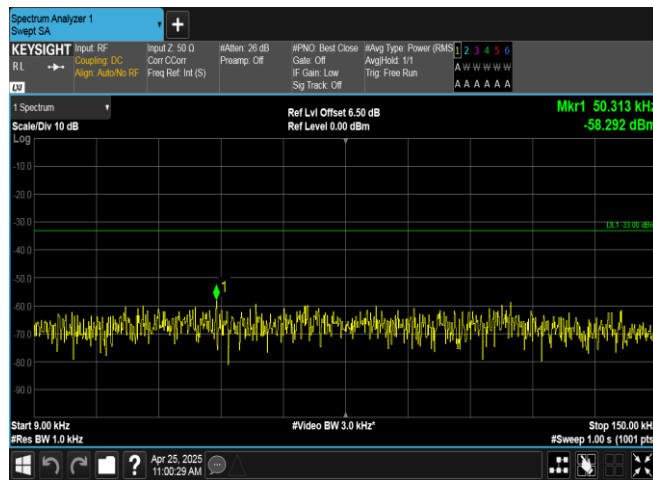 Spectrum Analyzer 1
Swept SA
+
KEYSIGHT Input: RF Input Z: 50 Ω #Atten: 26 dB #PNO: Best Close #Avg Type: Power (RMS 1 2 3 4 5 6
RL Coupling: DC Corr CCorr Preamp: Off Gate: Off Avg|Hold: 1/1 A W W W W W
Align: Auto/No RF Freq Ref: Int (S) IF Gain: Low Trig: Free Run
LXI Sig Track: Off A A A A A A
1 Spectrum Ref Lvl Offset 6.50 dB Mkr1 50.313 kHz
Scale/Div 10 dB Ref Level 0.00 dBm -58.292 dBm
Log
-10.0
-20.0
-30.0 DL1 -33.00 dBm
-40.0
-50.0
1
-60.0
-70.0
-80.0
-90.0
Start 9.00 kHz #Video BW 3.0 kHz* Stop 150.00 kHz
#Res BW 1.0 kHz #Sweep 1.00 s (1001 pts
? Apr 25, 2025
11:00:29 AM